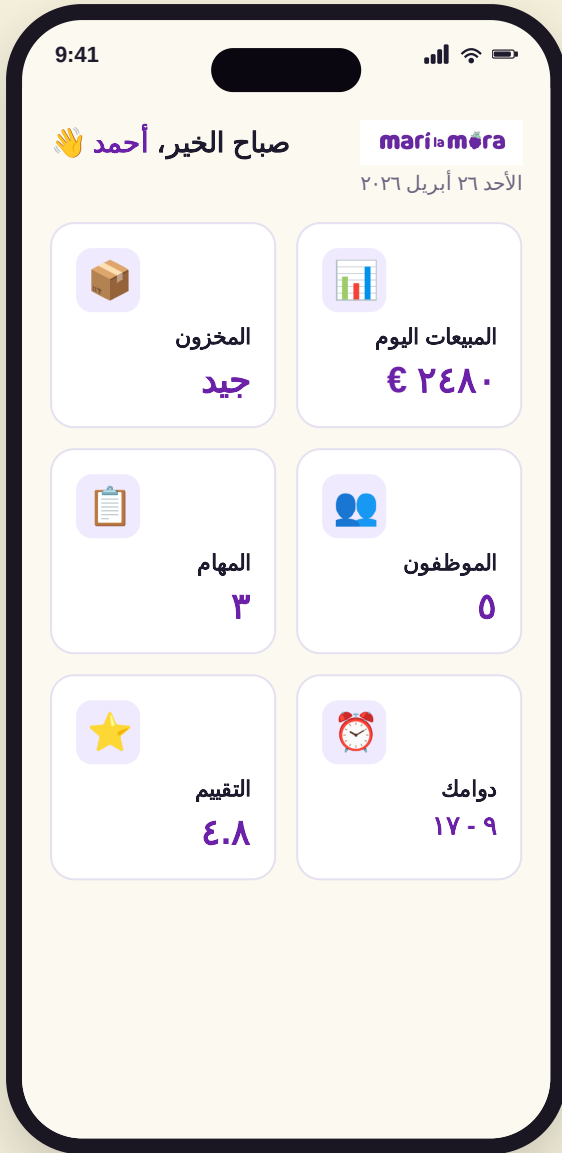 9:41
marí la mora
صباح الخير، أحمد 👋
الأحد ٢٦ أبريل ٢٠٢٦
المبيعات اليوم
٢٤٨٠ €
المخزون
جيد
الموظفون
٥
المهام
٣
دوامك
٩ - ١٧
التقييم
٤.٨